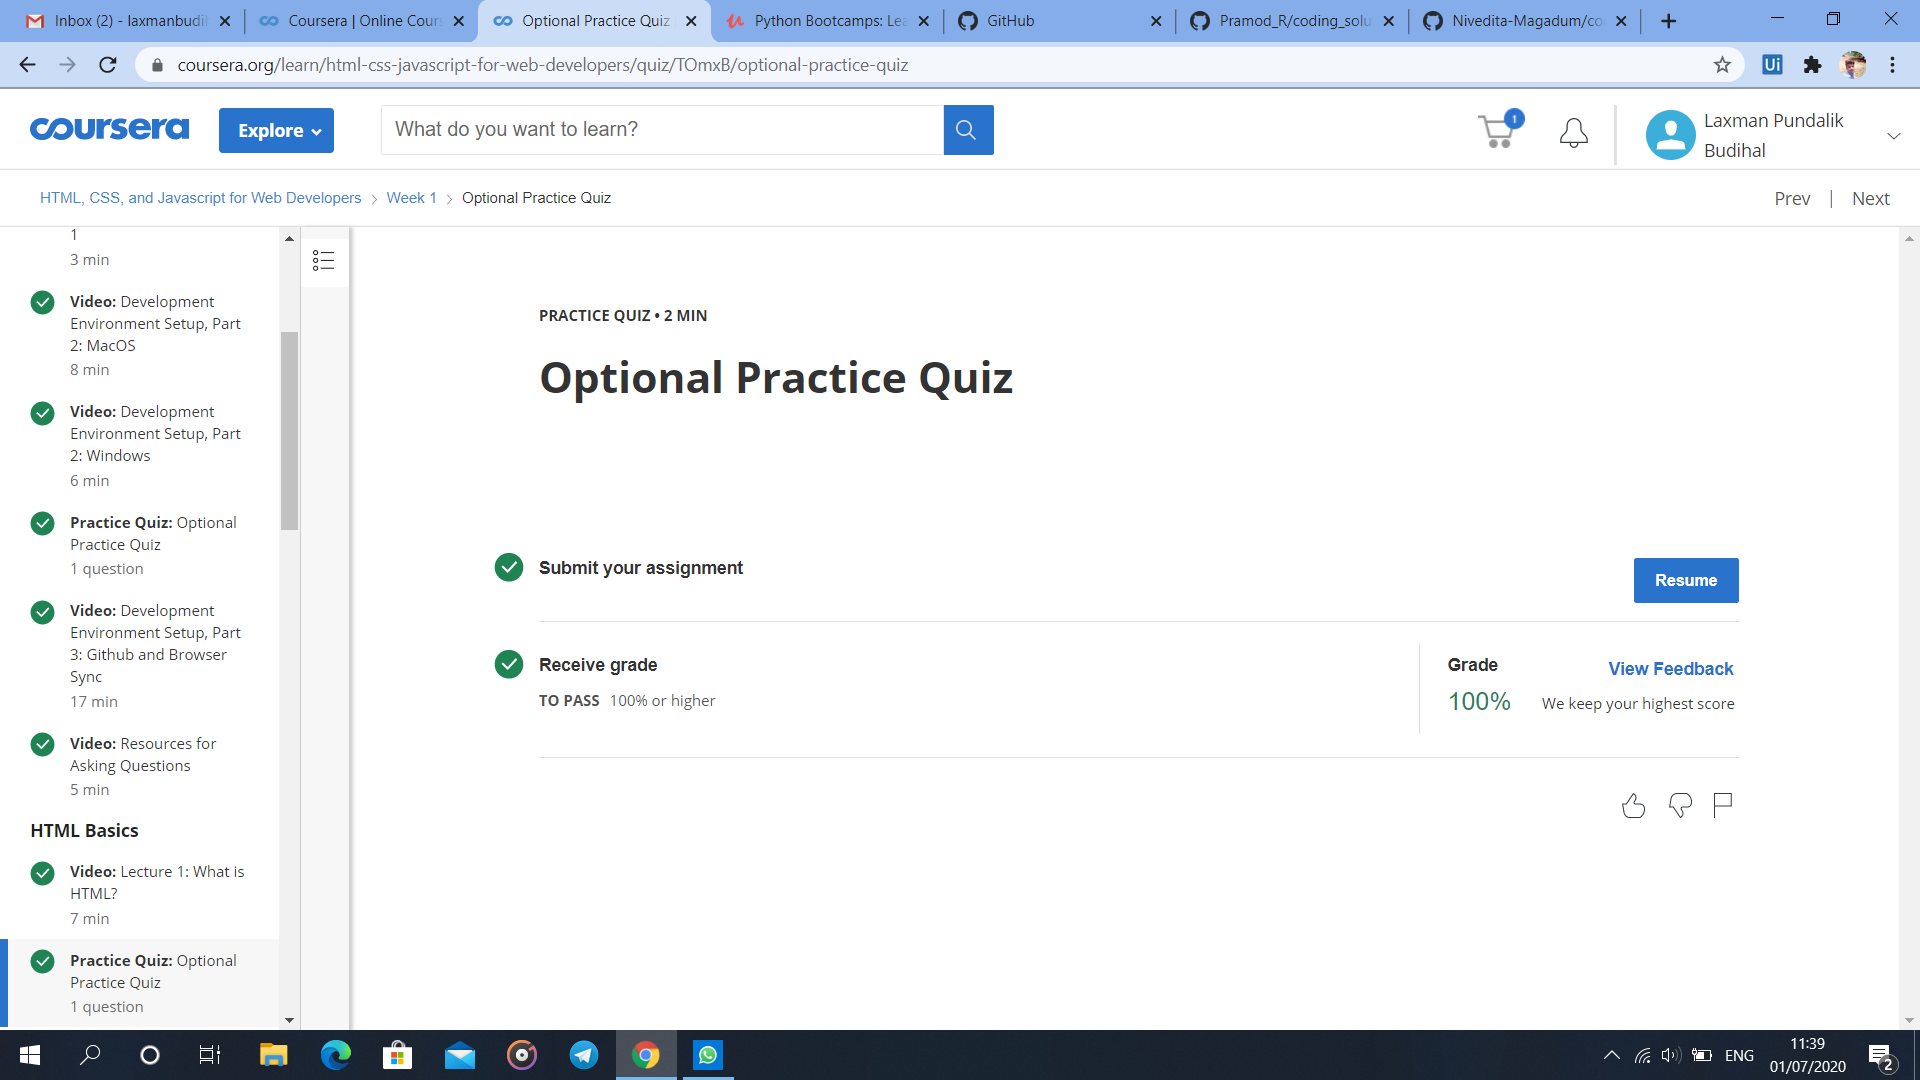 Inbox (2) - laxmanbudil
Coursera | Online Cours
Optional Practice Quiz
Python Bootcamps: Lea
GitHub
Pramod_R/coding_solu
Nivedita-Magadum/co
coursera.org/learn/html-css-javascript-for-web-developers/quiz/TOmxB/optional-practice-quiz
Ui
coursera
Explore
What do you want to learn?
1
Laxman Pundalik
Budihal
HTML, CSS, and Javascript for Web Developers > Week 1 > Optional Practice Quiz
Prev | Next
1
3 min
Video: Development
Environment Setup, Part
2: MacOS
8 min
Video: Development
Environment Setup, Part
2: Windows
6 min
Practice Quiz: Optional
Practice Quiz
1 question
Video: Development
Environment Setup, Part
3: Github and Browser
Sync
17 min
Video: Resources for
Asking Questions
5 min
HTML Basics
Video: Lecture 1: What is
HTML?
7 min
Practice Quiz: Optional
Practice Quiz
1 question
PRACTICE QUIZ • 2 MIN
Optional Practice Quiz
Submit your assignment
Resume
Receive grade
TO PASS 100% or higher
Grade
100%
View Feedback
We keep your highest score
ENG
11:39
01/07/2020
2